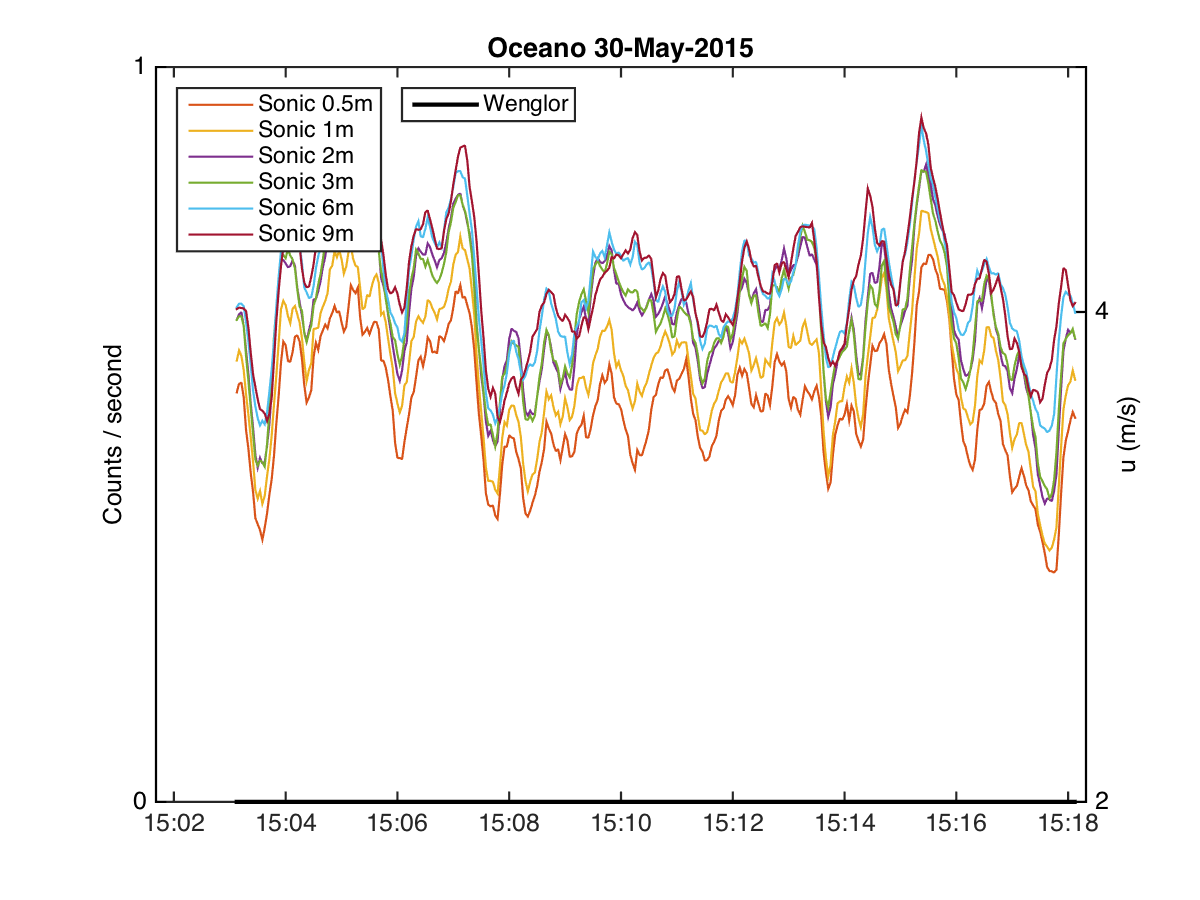 Oceano 30-May-2015
1
Sonic 0.5m
Sonic 1m
Sonic 2m
Sonic 3m
Sonic 6m
Sonic 9m
Wenglor
Counts / second
4
u (m/s)
0
2
15:02 15:04 15:06 15:08 15:10 15:12 15:14 15:16 15:18